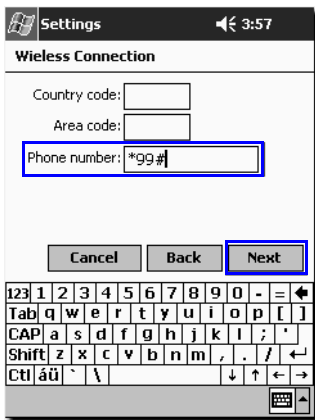 Settings 3:57
Wieless Connection
Country code:
Area code:
Phone number: *99#
Cancel Back Next
123 1 2 3 4 5 6 7 8 9 0 - =
Tab q w e r t y u i o p [ ]
CAP a s d f g h j k l ; '
Shift z x c v b n m , . /
Ctl áü ` \